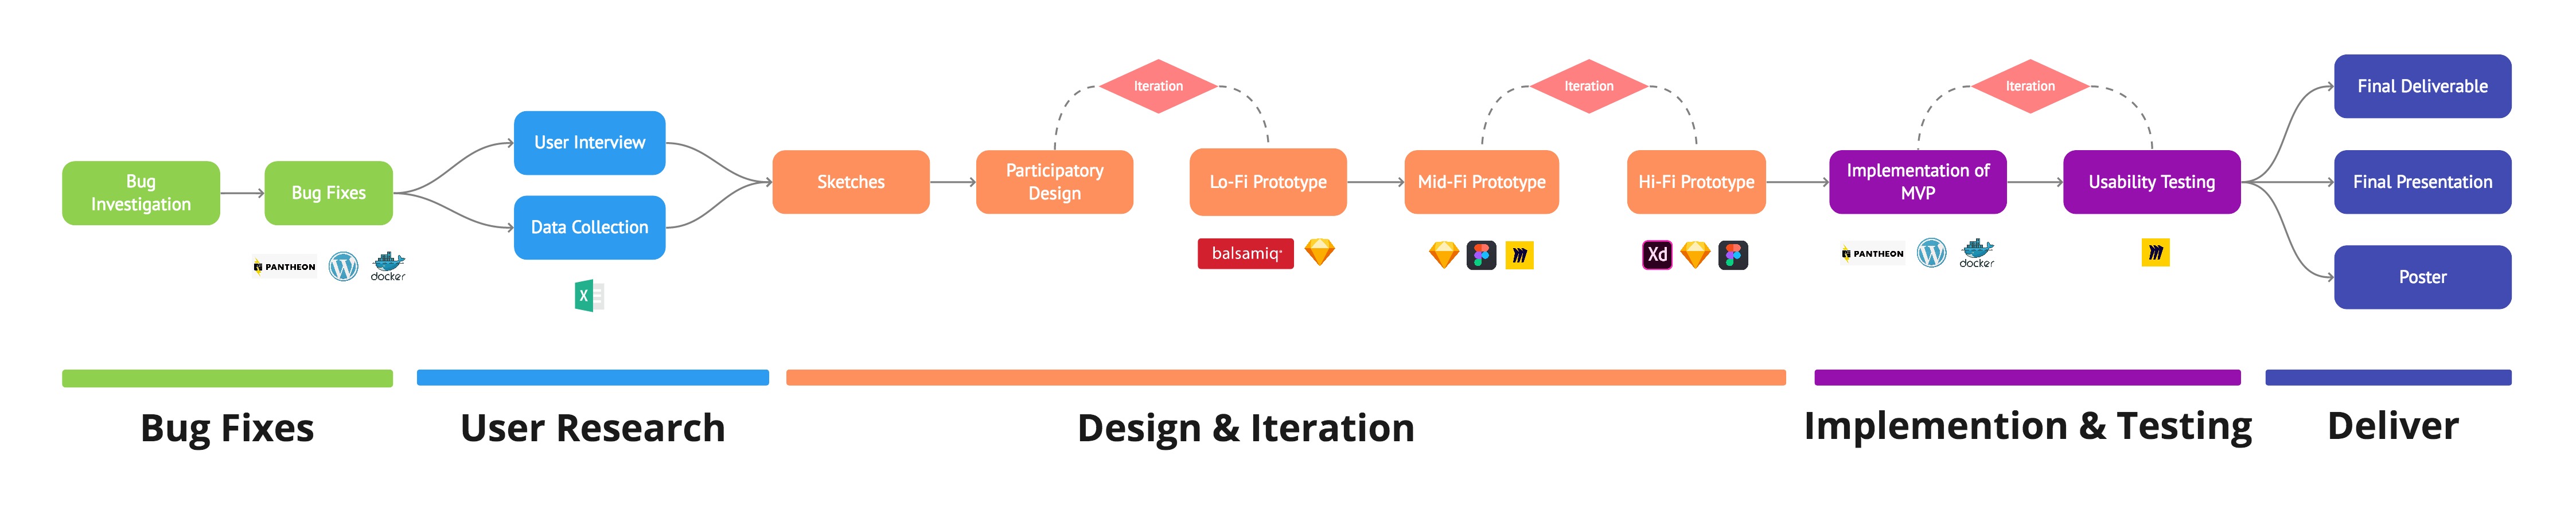 Iteration
Iteration
Iteration
Final Deliverable
User Interview
Bug
Investigation
Bug Fixes
Data Collection
Sketches
Participatory
Design
Lo-Fi Prototype
Mid-Fi Prototype
Hi-Fi Prototype
Implementation of
MVP
Usability Testing
Final Presentation
Poster
PANTHEON
docker
X
balsamiq
Xd
PANTHEON
docker
Bug Fixes
User Research
Design & Iteration
Implemention & Testing
Deliver